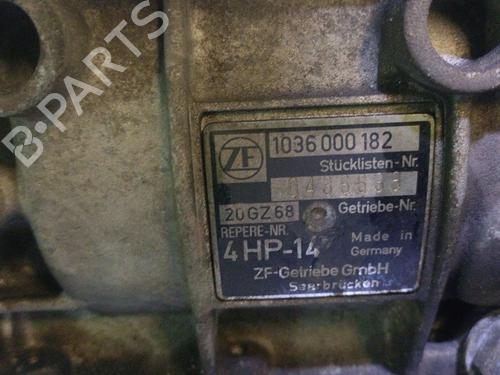 B-PARTS
ZF
1036 000 182
Stücklisten-Nr.
20GZ68
Getriebe-Nr.
REPERE-NR.
4 HP-14
Made in
Germany
ZF-Getriebe GmbH
Saarbrücken